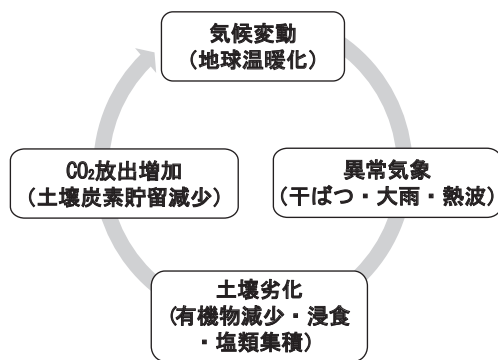 気候変動
(地球温暖化)
異常気象
(干ばつ・大雨・熱波)
土壌劣化
(有機物減少・浸食
・塩類集積)
CO₂放出増加
(土壌炭素貯留減少)